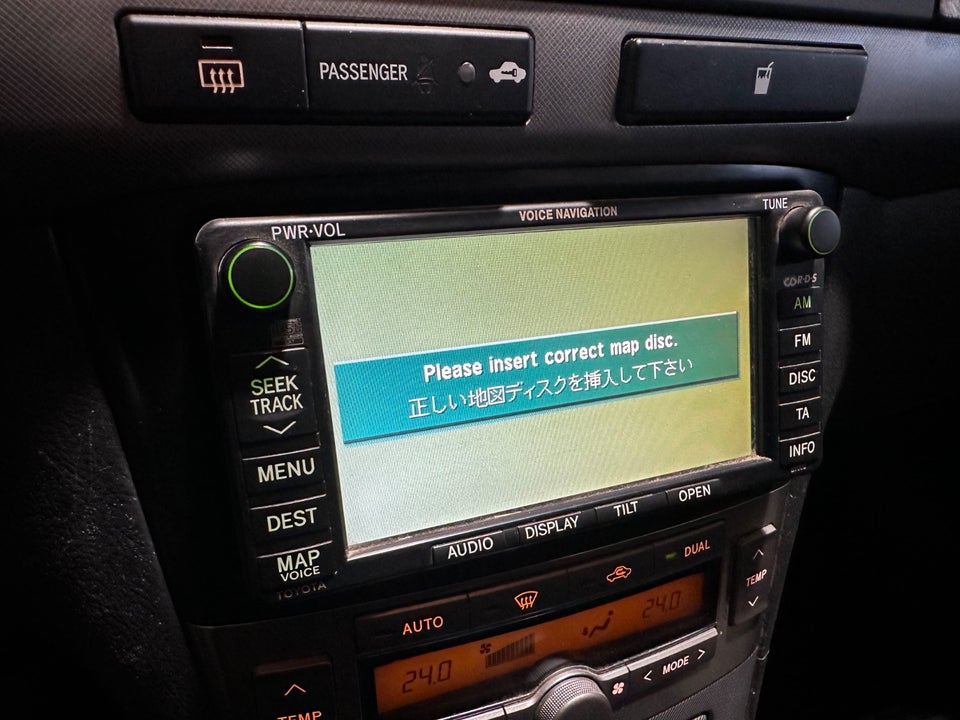 PASSENGER
VOICE NAVIGATION
PWR·VOL
TUNE
R·D·S
AM
SEEK
TRACK
FM
DISC
TA
INFO
MENU
DEST
MAP
VOICE
TOYOTA
Please insert correct map disc.
正しい地図ディスクを挿入して下さい
AUDIO
DISPLAY
TILT
OPEN
AUTO
DUAL
TEMP
24.0
24.0
MODE
TEMP